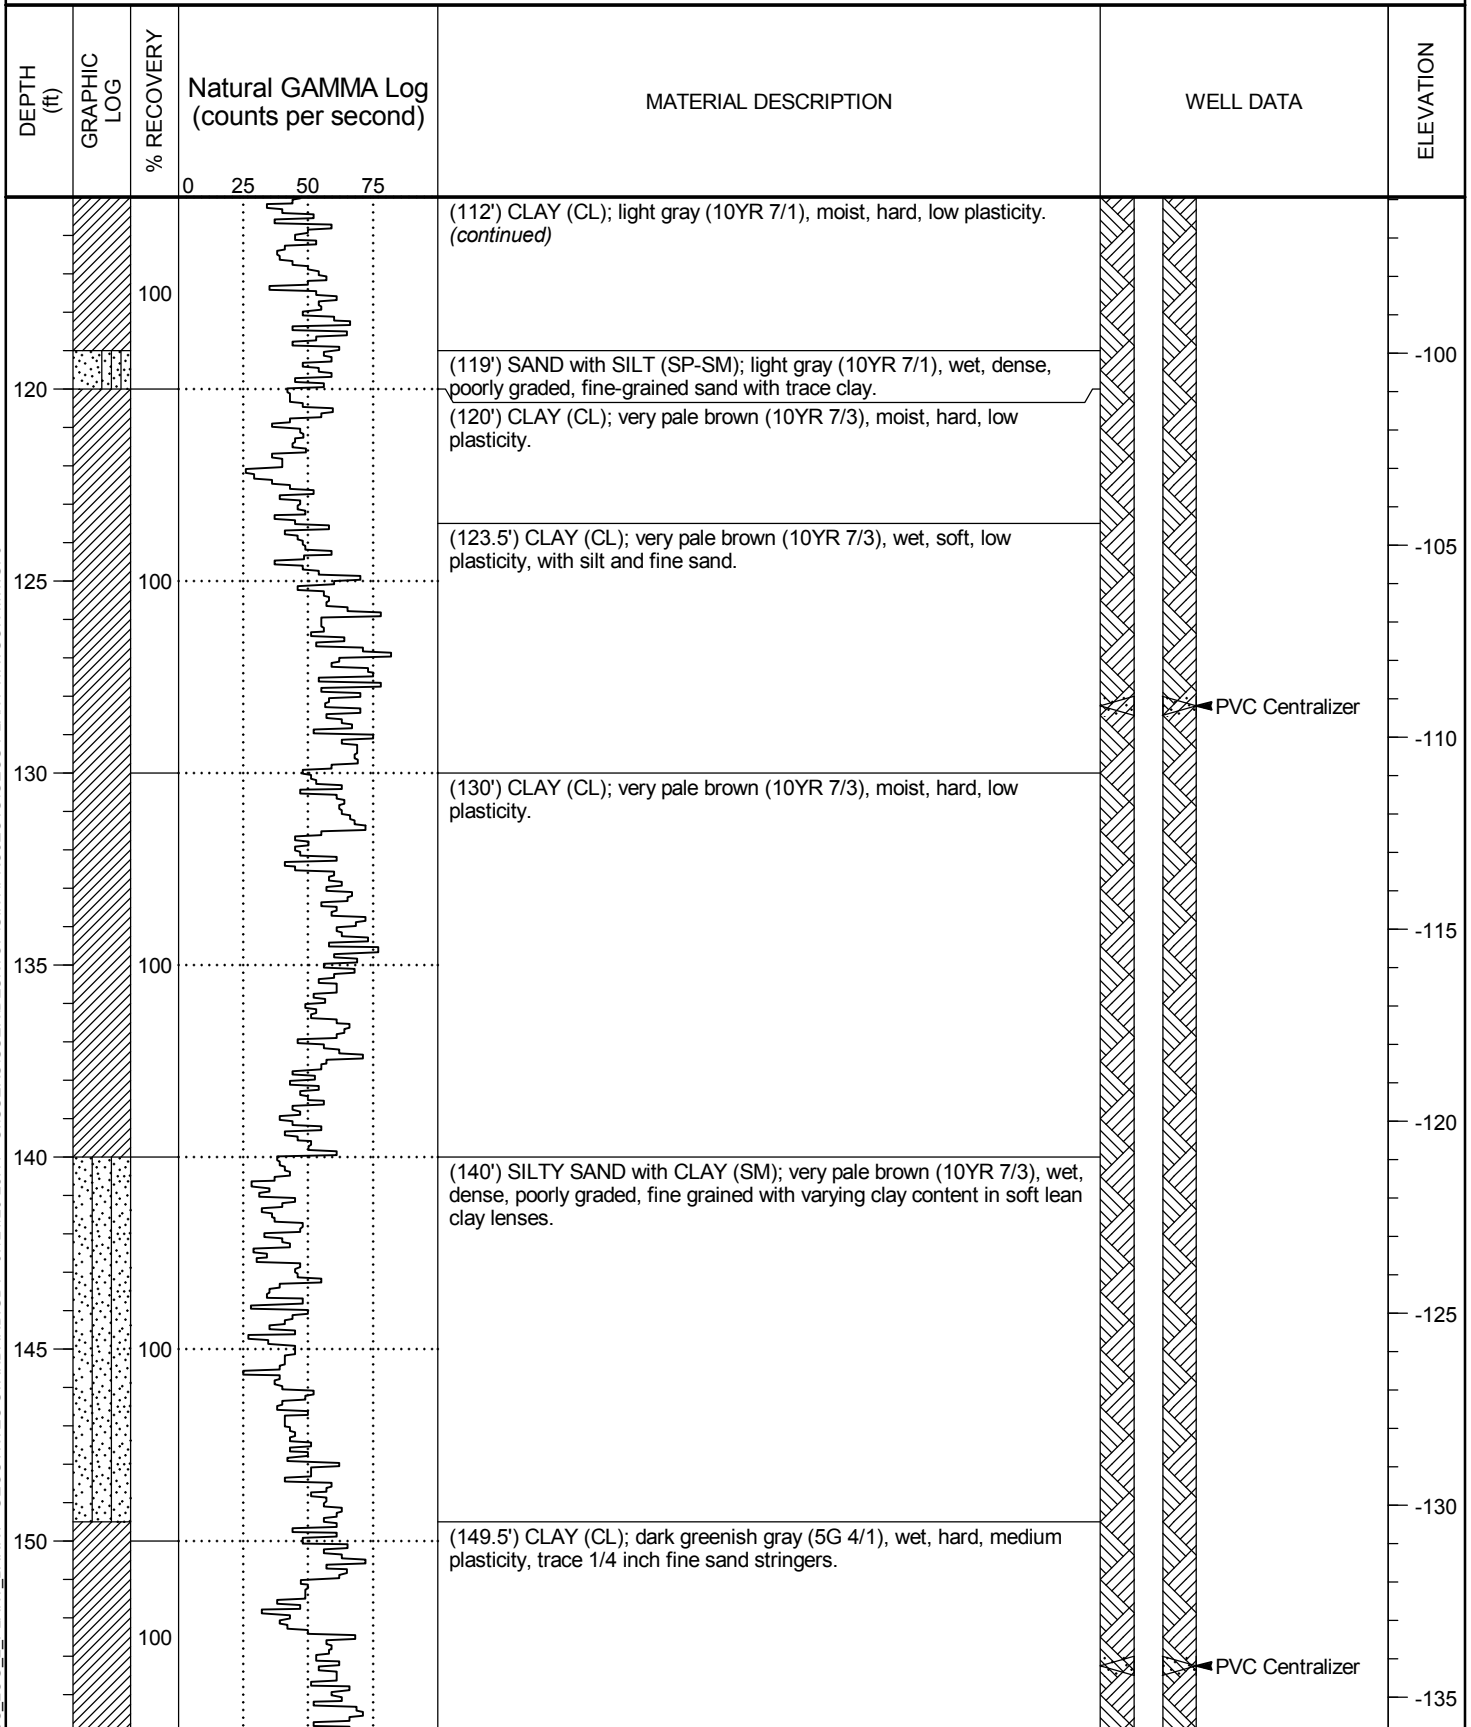 DEPTH
(ft)
GRAPHIC
LOG
% RECOVERY
Natural GAMMA Log
(counts per second)
0 25 50 75
MATERIAL DESCRIPTION
WELL DATA
ELEVATION
(112') CLAY (CL); light gray (10YR 7/1), moist, hard, low plasticity.
(continued)
100
-100
(119') SAND with SILT (SP-SM); light gray (10YR 7/1), wet, dense,
poorly graded, fine-grained sand with trace clay.
120
(120') CLAY (CL); very pale brown (10YR 7/3), moist, hard, low
plasticity.
(123.5') CLAY (CL); very pale brown (10YR 7/3), wet, soft, low
plasticity, with silt and fine sand.
-105
125
100
PVC Centralizer
-110
130
(130') CLAY (CL); very pale brown (10YR 7/3), moist, hard, low
plasticity.
-115
135
100
-120
140
(140') SILTY SAND with CLAY (SM); very pale brown (10YR 7/3), wet,
dense, poorly graded, fine grained with varying clay content in soft lean
clay lenses.
-125
145
100
-130
150
(149.5') CLAY (CL); dark greenish gray (5G 4/1), wet, hard, medium
plasticity, trace 1/4 inch fine sand stringers.
100
PVC Centralizer
-135